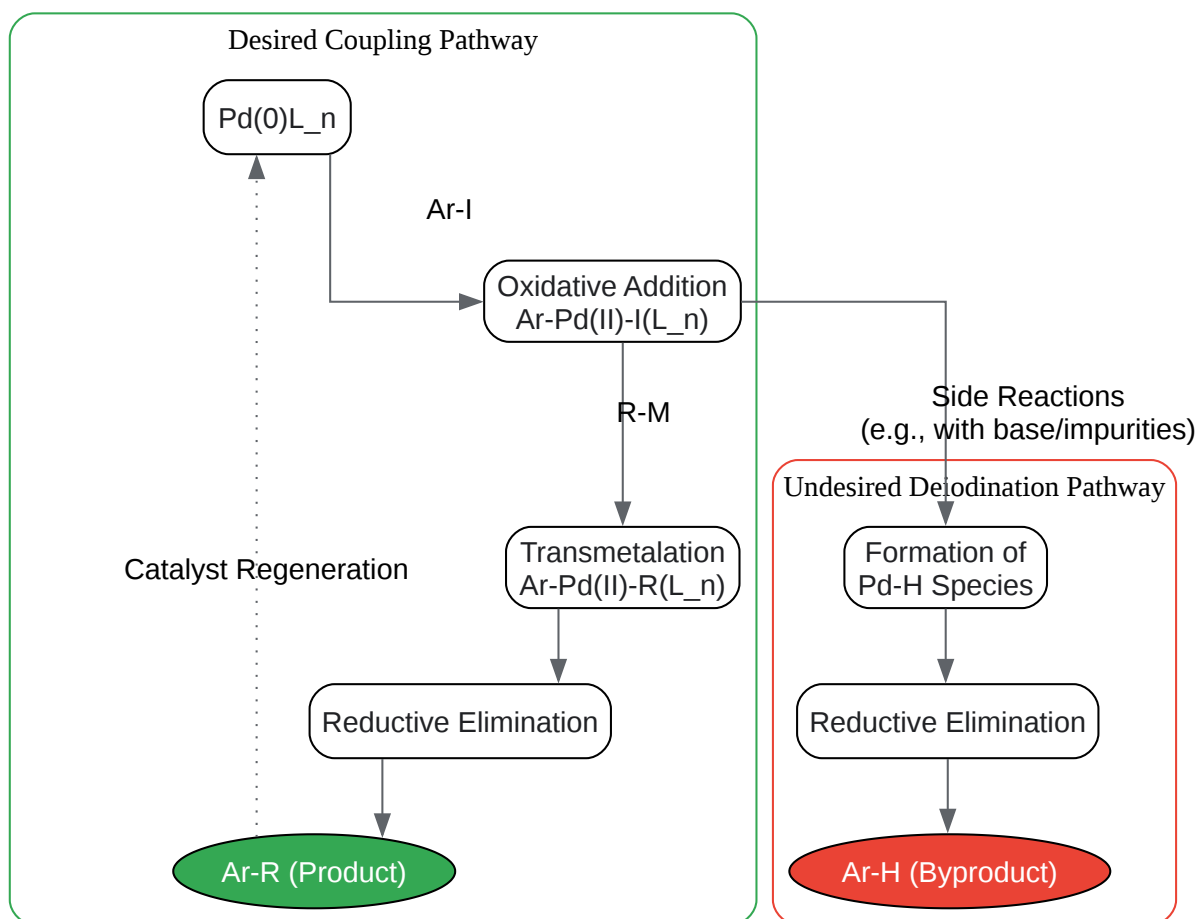 Desired Coupling Pathway
Pd(0)L_n
Ar-I
Oxidative Addition
Ar-Pd(II)-I(L_n)
R-M
Side Reactions
(e.g., with base/impurities)
Undesired Deiodination Pathway
Transmetalation
Ar-Pd(II)-R(L_n)
Formation of
Pd-H Species
Catalyst Regeneration
Reductive Elimination
Reductive Elimination
Ar-R (Product)
Ar-H (Byproduct)